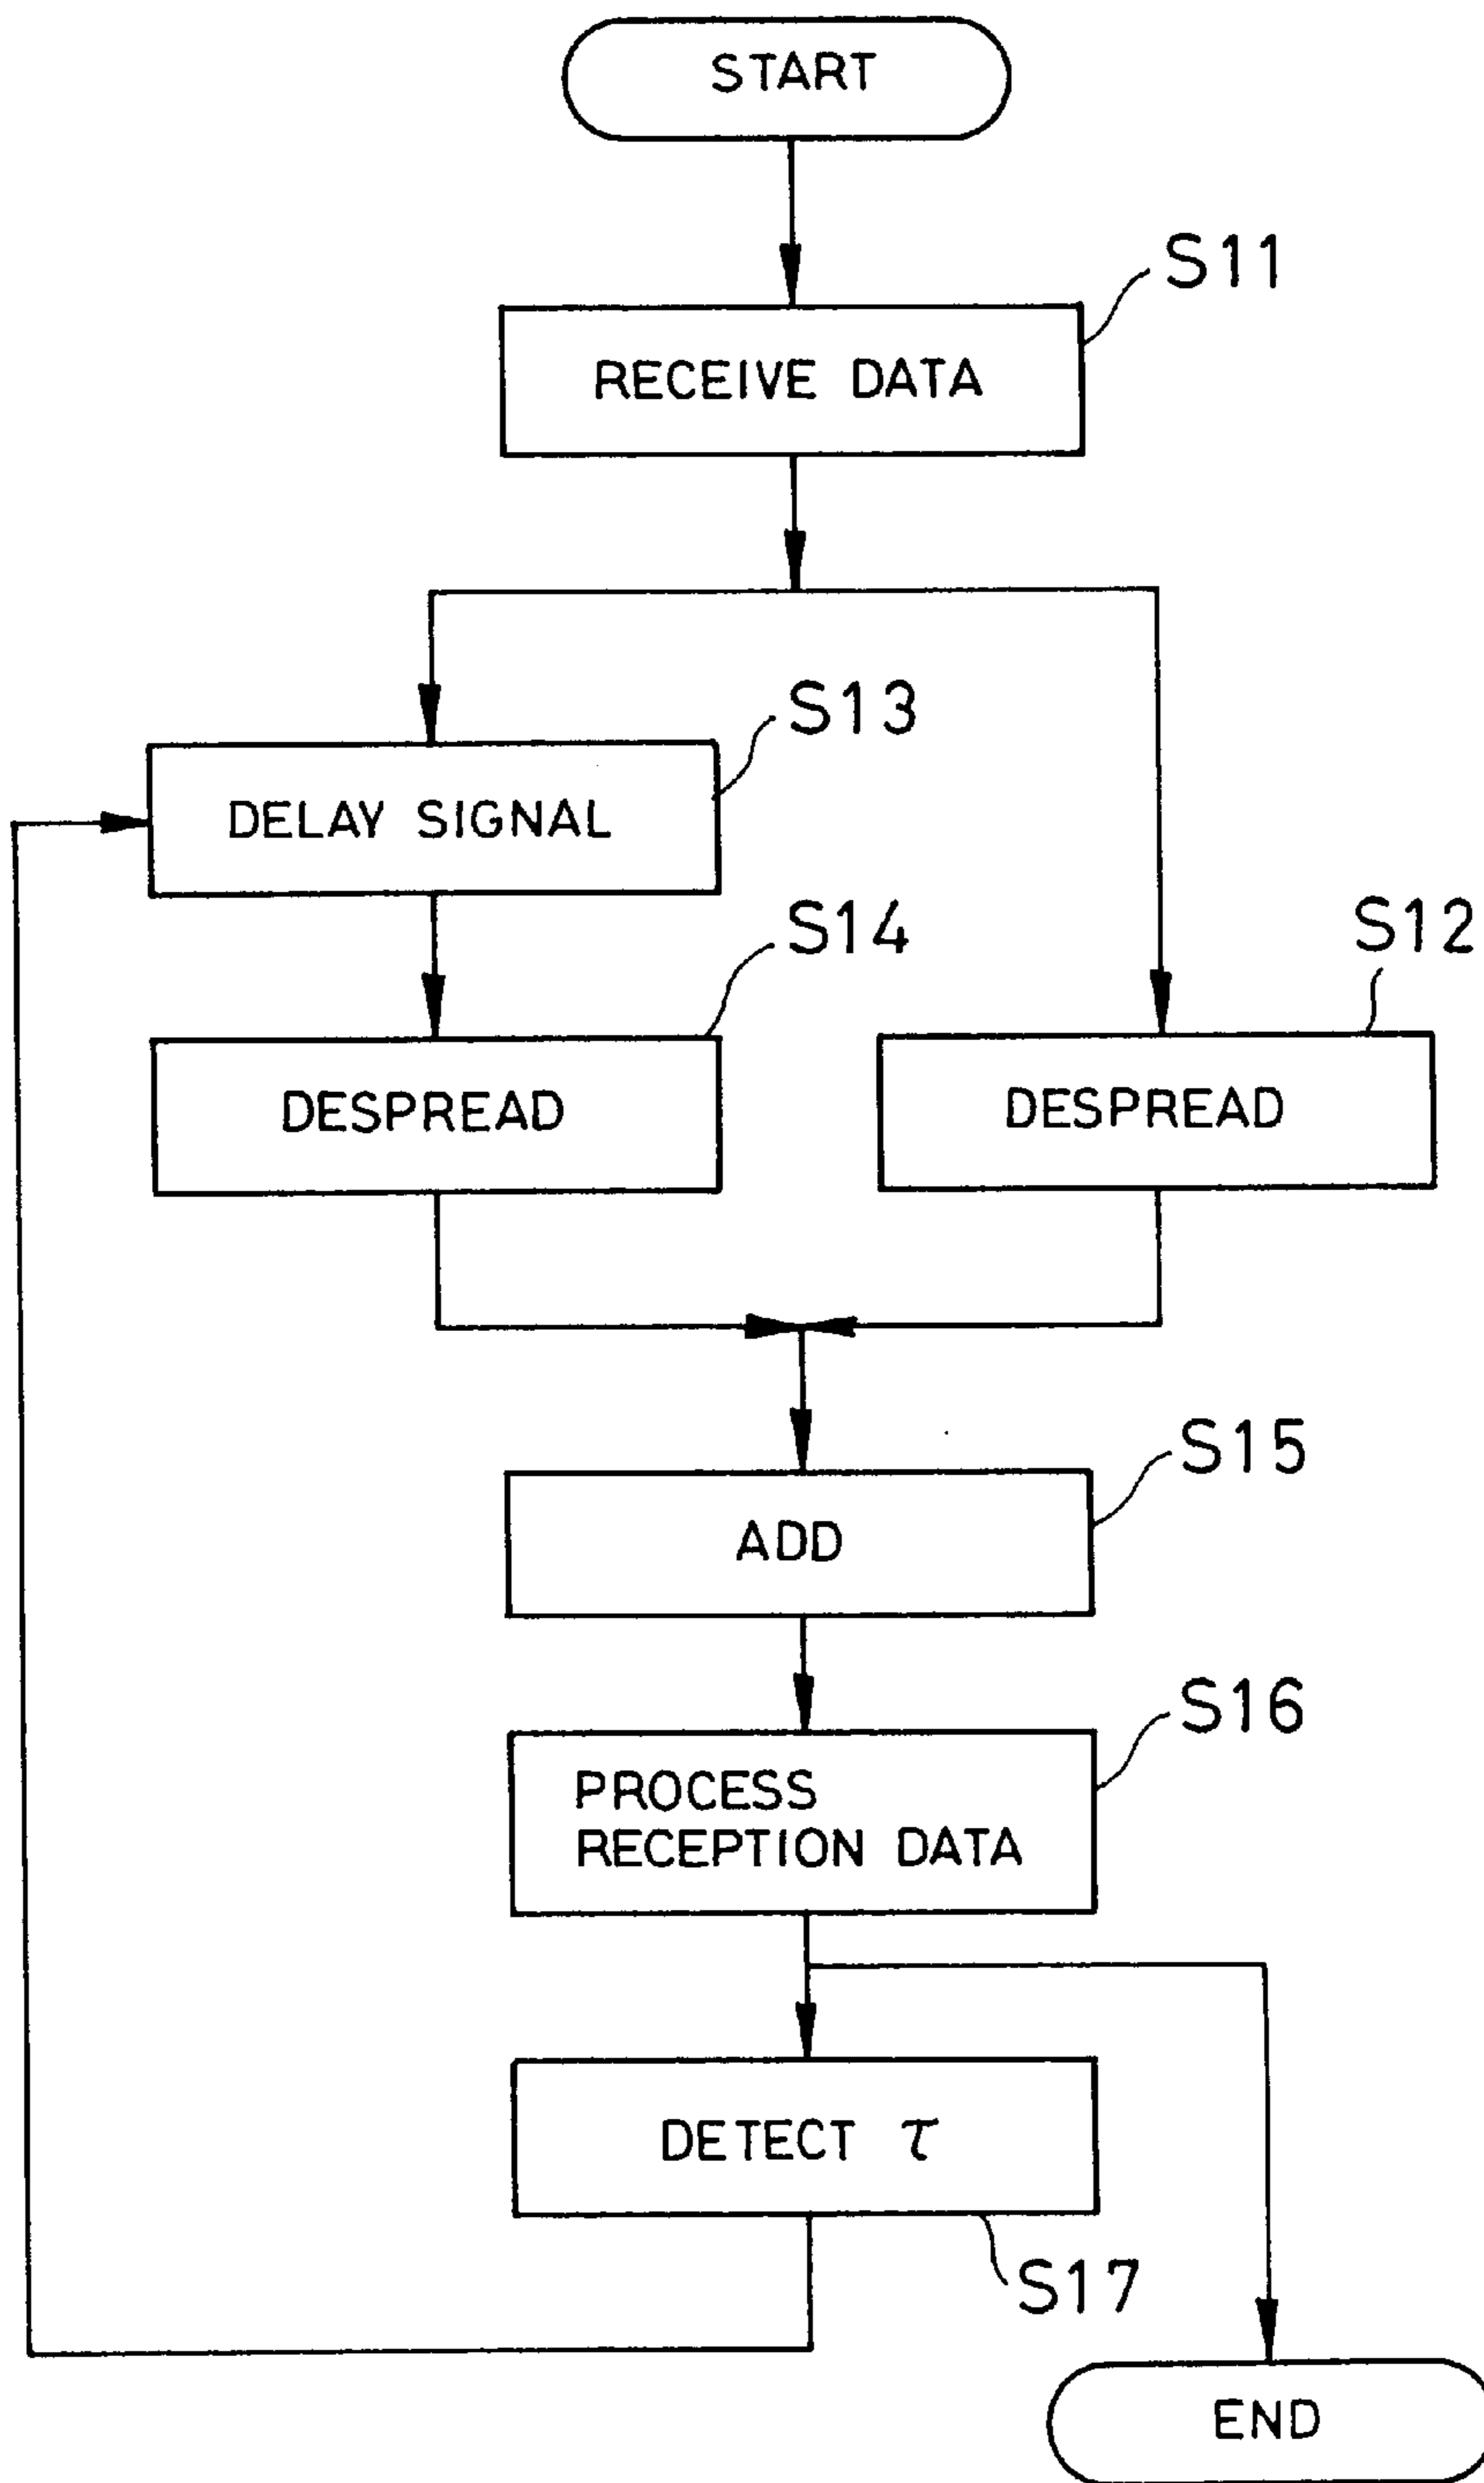 START
S11
RECEIVE DATA
S13
DELAY SIGNAL
S14
S12
DESPREAD
DESPREAD
S15
ADD
S16
PROCESS
RECEPTION DATA
DETECT τ
S17
END